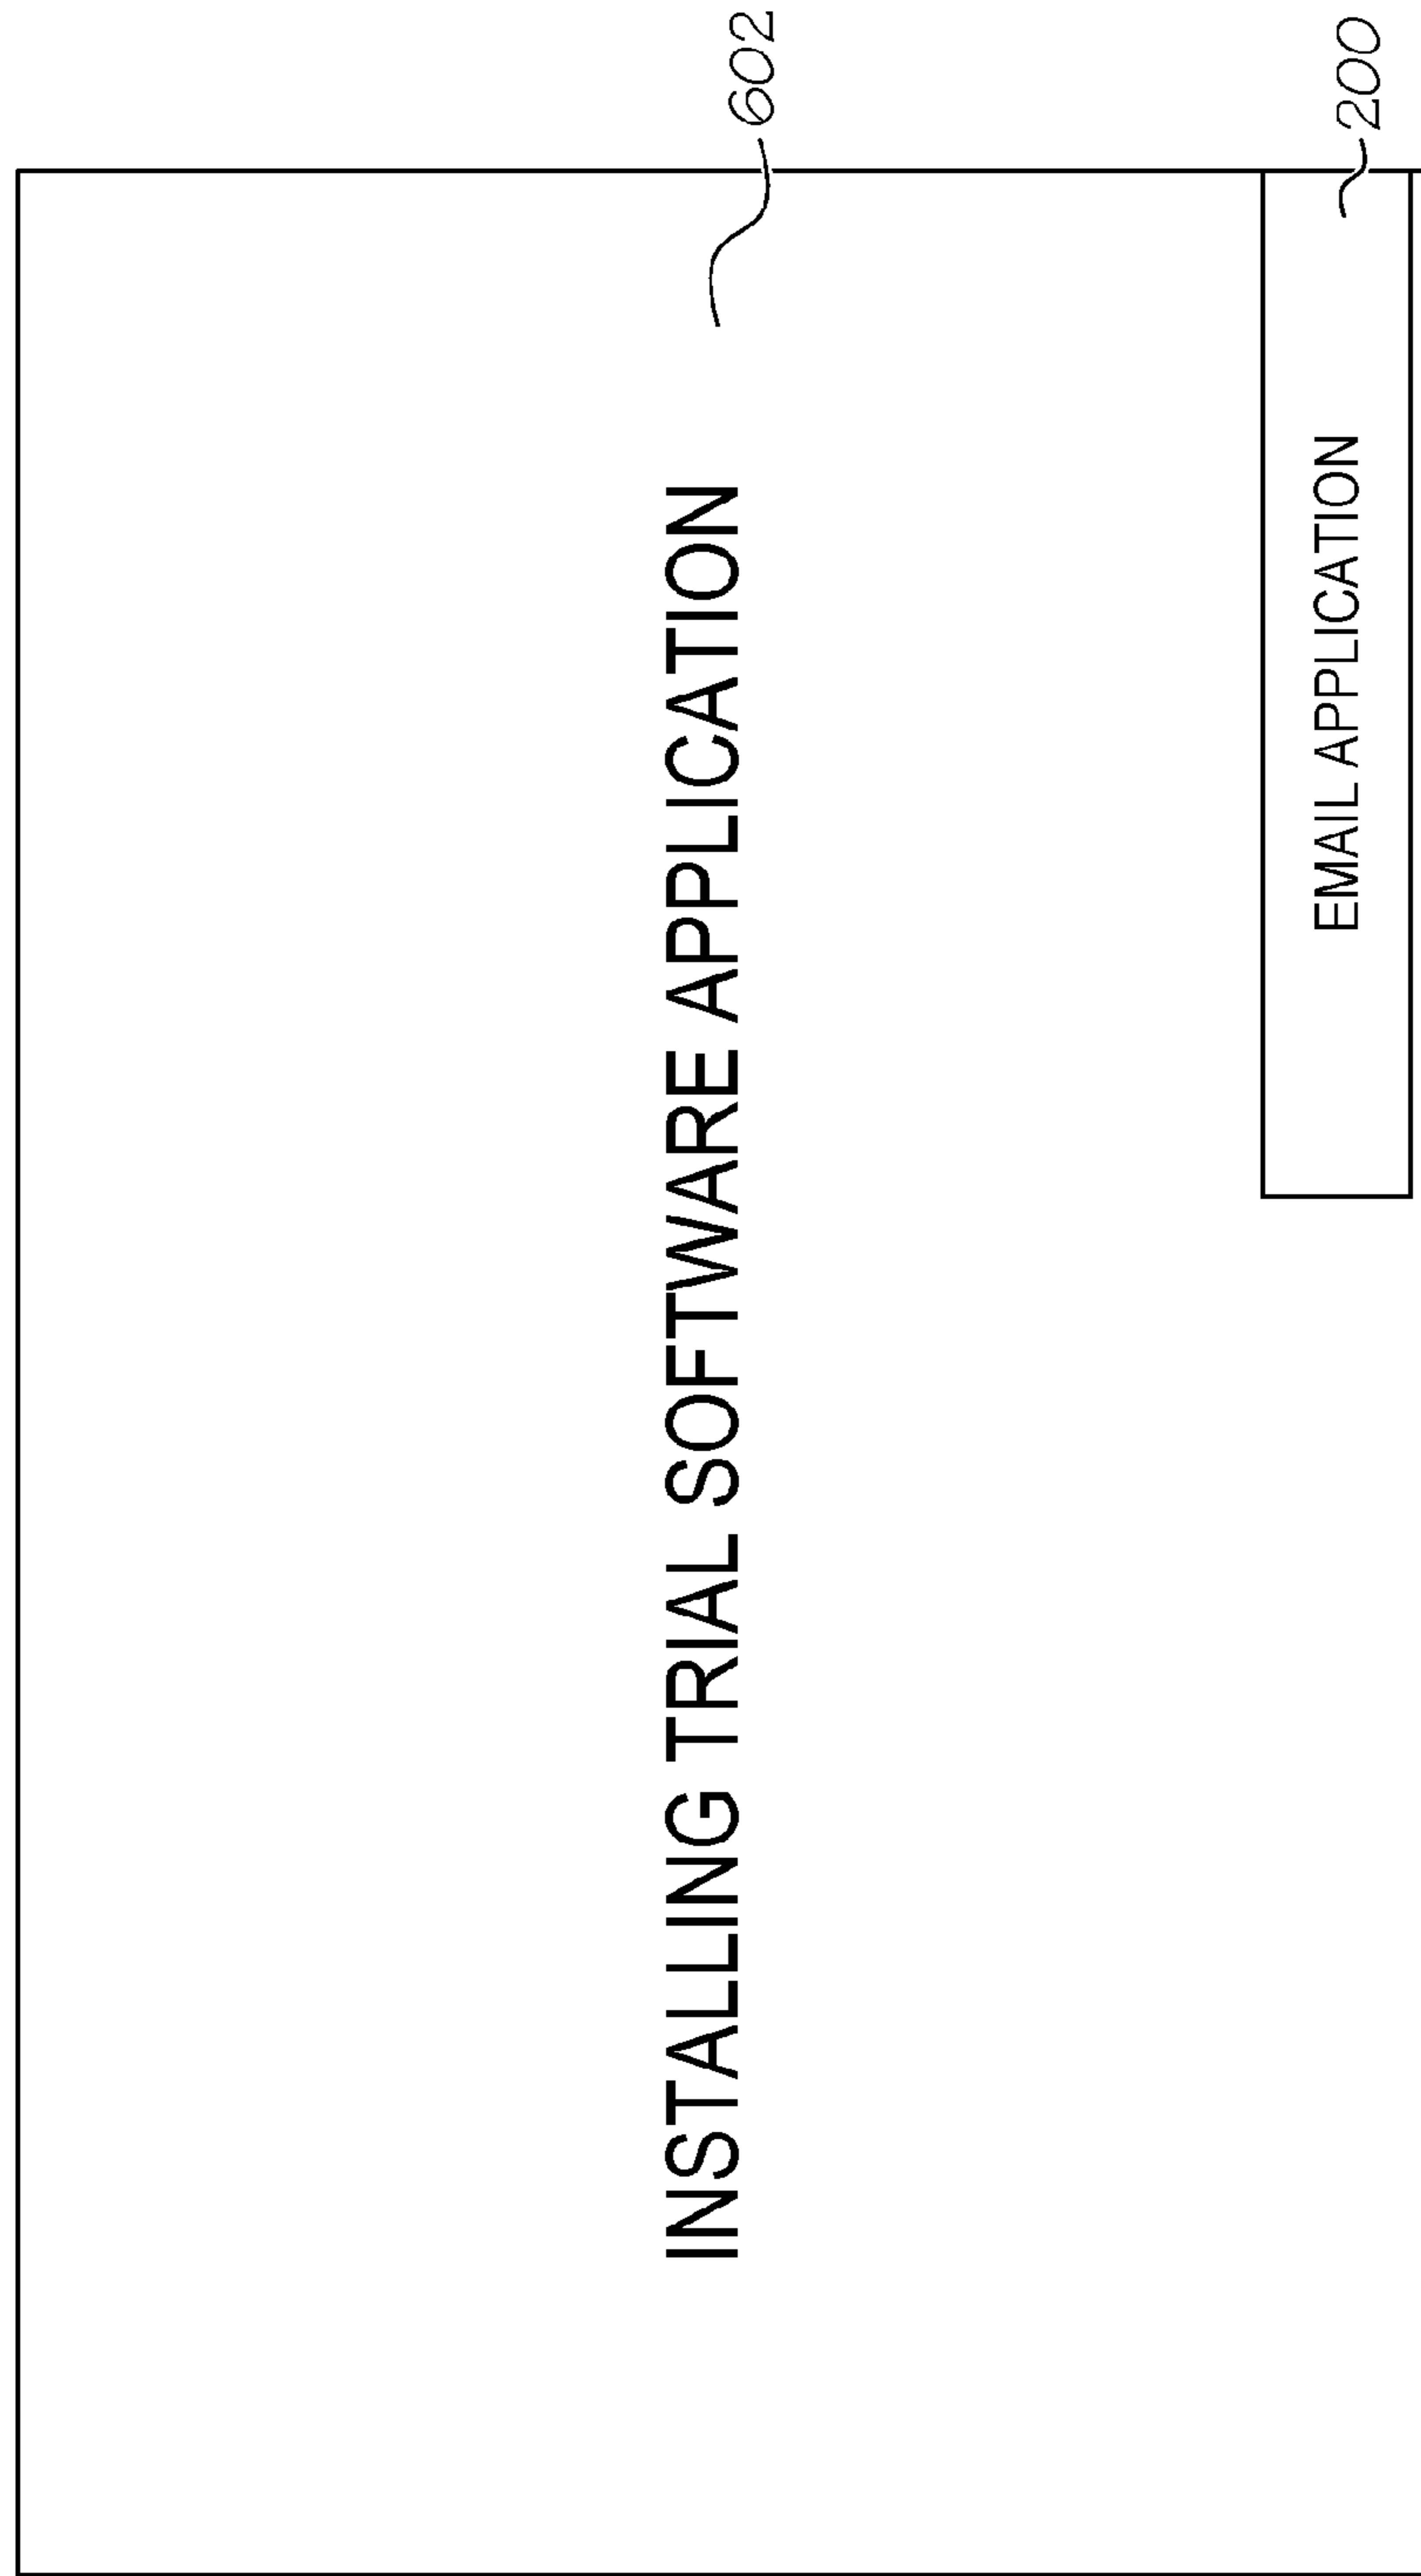 INSTALLING TRIAL SOFTWARE APPLICATION
602
EMAIL APPLICATION
200